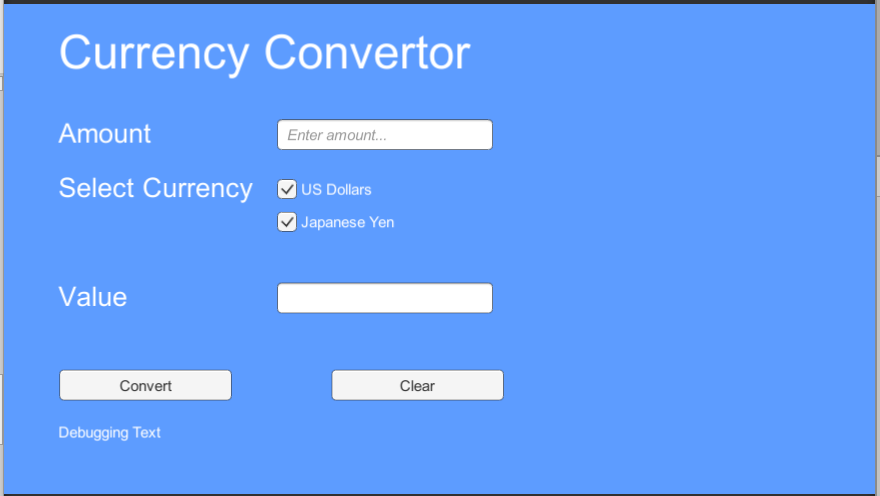 Currency Convertor
Amount
Enter amount...
Select Currency
US Dollars
Japanese Yen
Value
Convert
Clear
Debugging Text